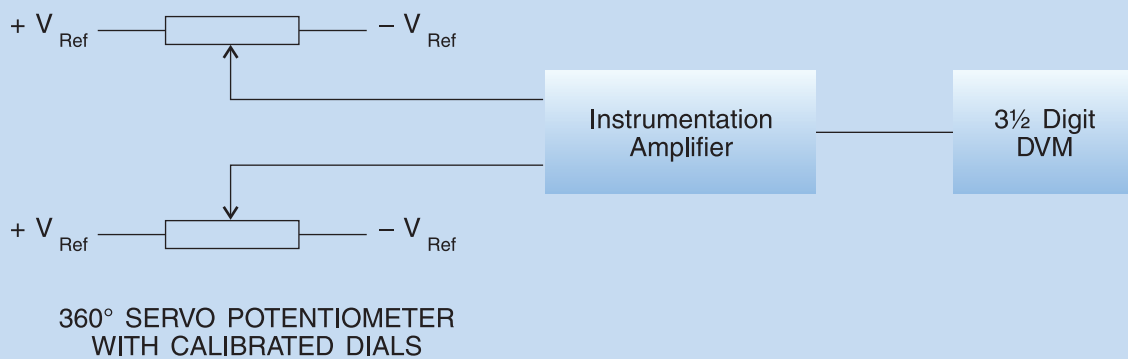 + V Ref
– V Ref
Instrumentation
Amplifier
3½ Digit
DVM
+ V Ref
– V Ref
360° SERVO POTENTIOMETER
WITH CALIBRATED DIALS